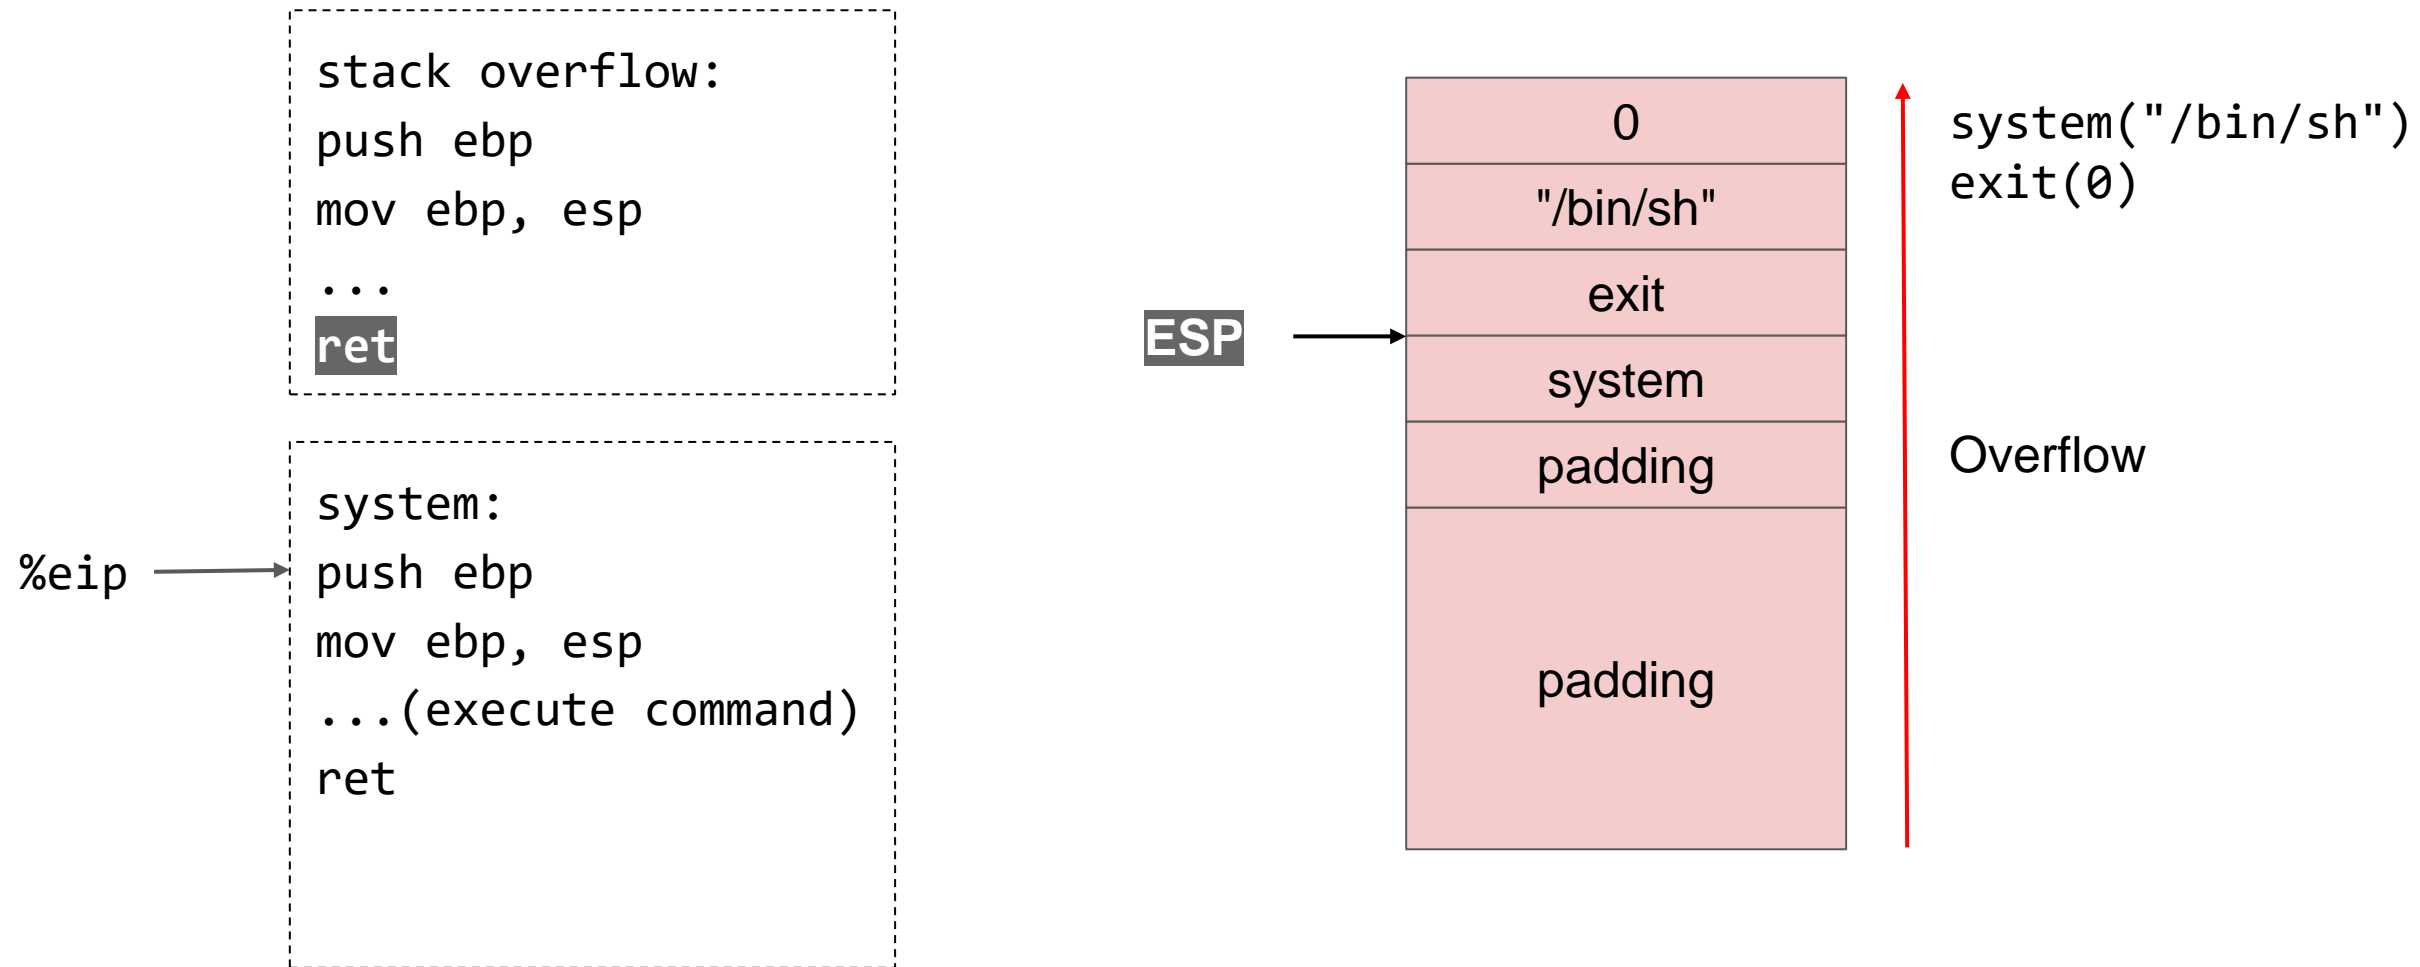 stack overflow:
push ebp
mov ebp, esp
...
ret
%eip
system:
push ebp
mov ebp, esp
...(execute command)
ret
ESP
0
"/bin/sh"
exit
system
padding
padding
system("/bin/sh")
exit(0)
Overflow